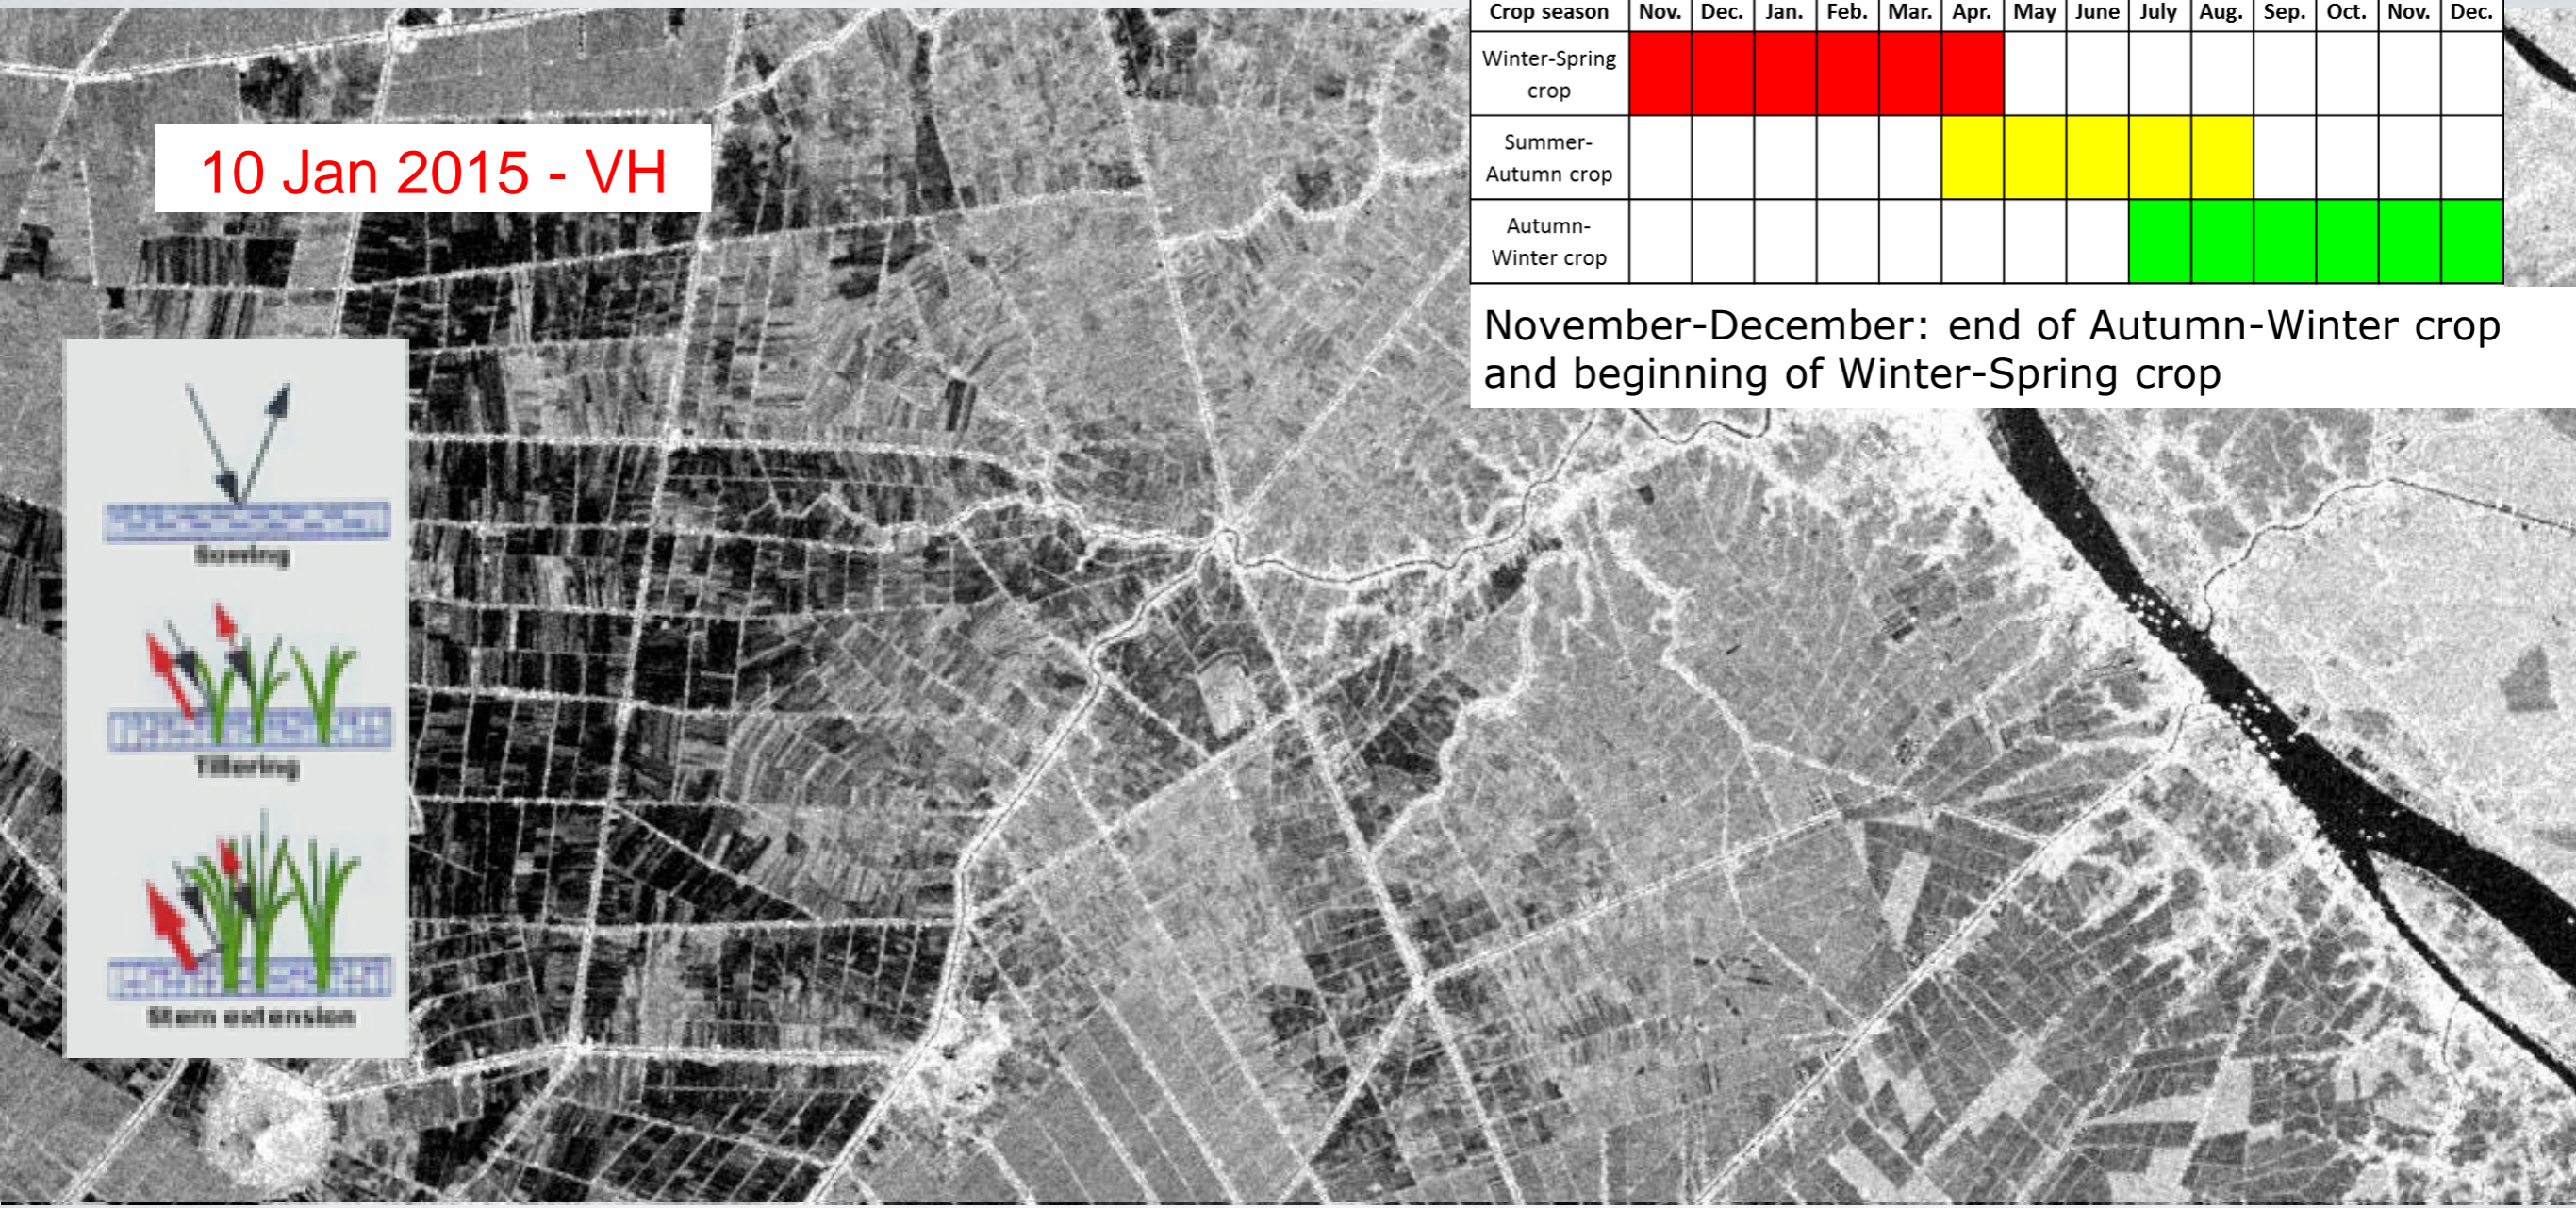 10 Jan 2015 - VH
Crop season Nov. Dec. Jan. Feb. Mar. Apr. May June July Aug. Sep. Oct. Nov. Dec.
Winter-Spring
crop
Summer-
Autumn crop
Autumn-
Winter crop
November-December: end of Autumn-Winter crop
and beginning of Winter-Spring crop
Sowing
Tillering
Stem extension